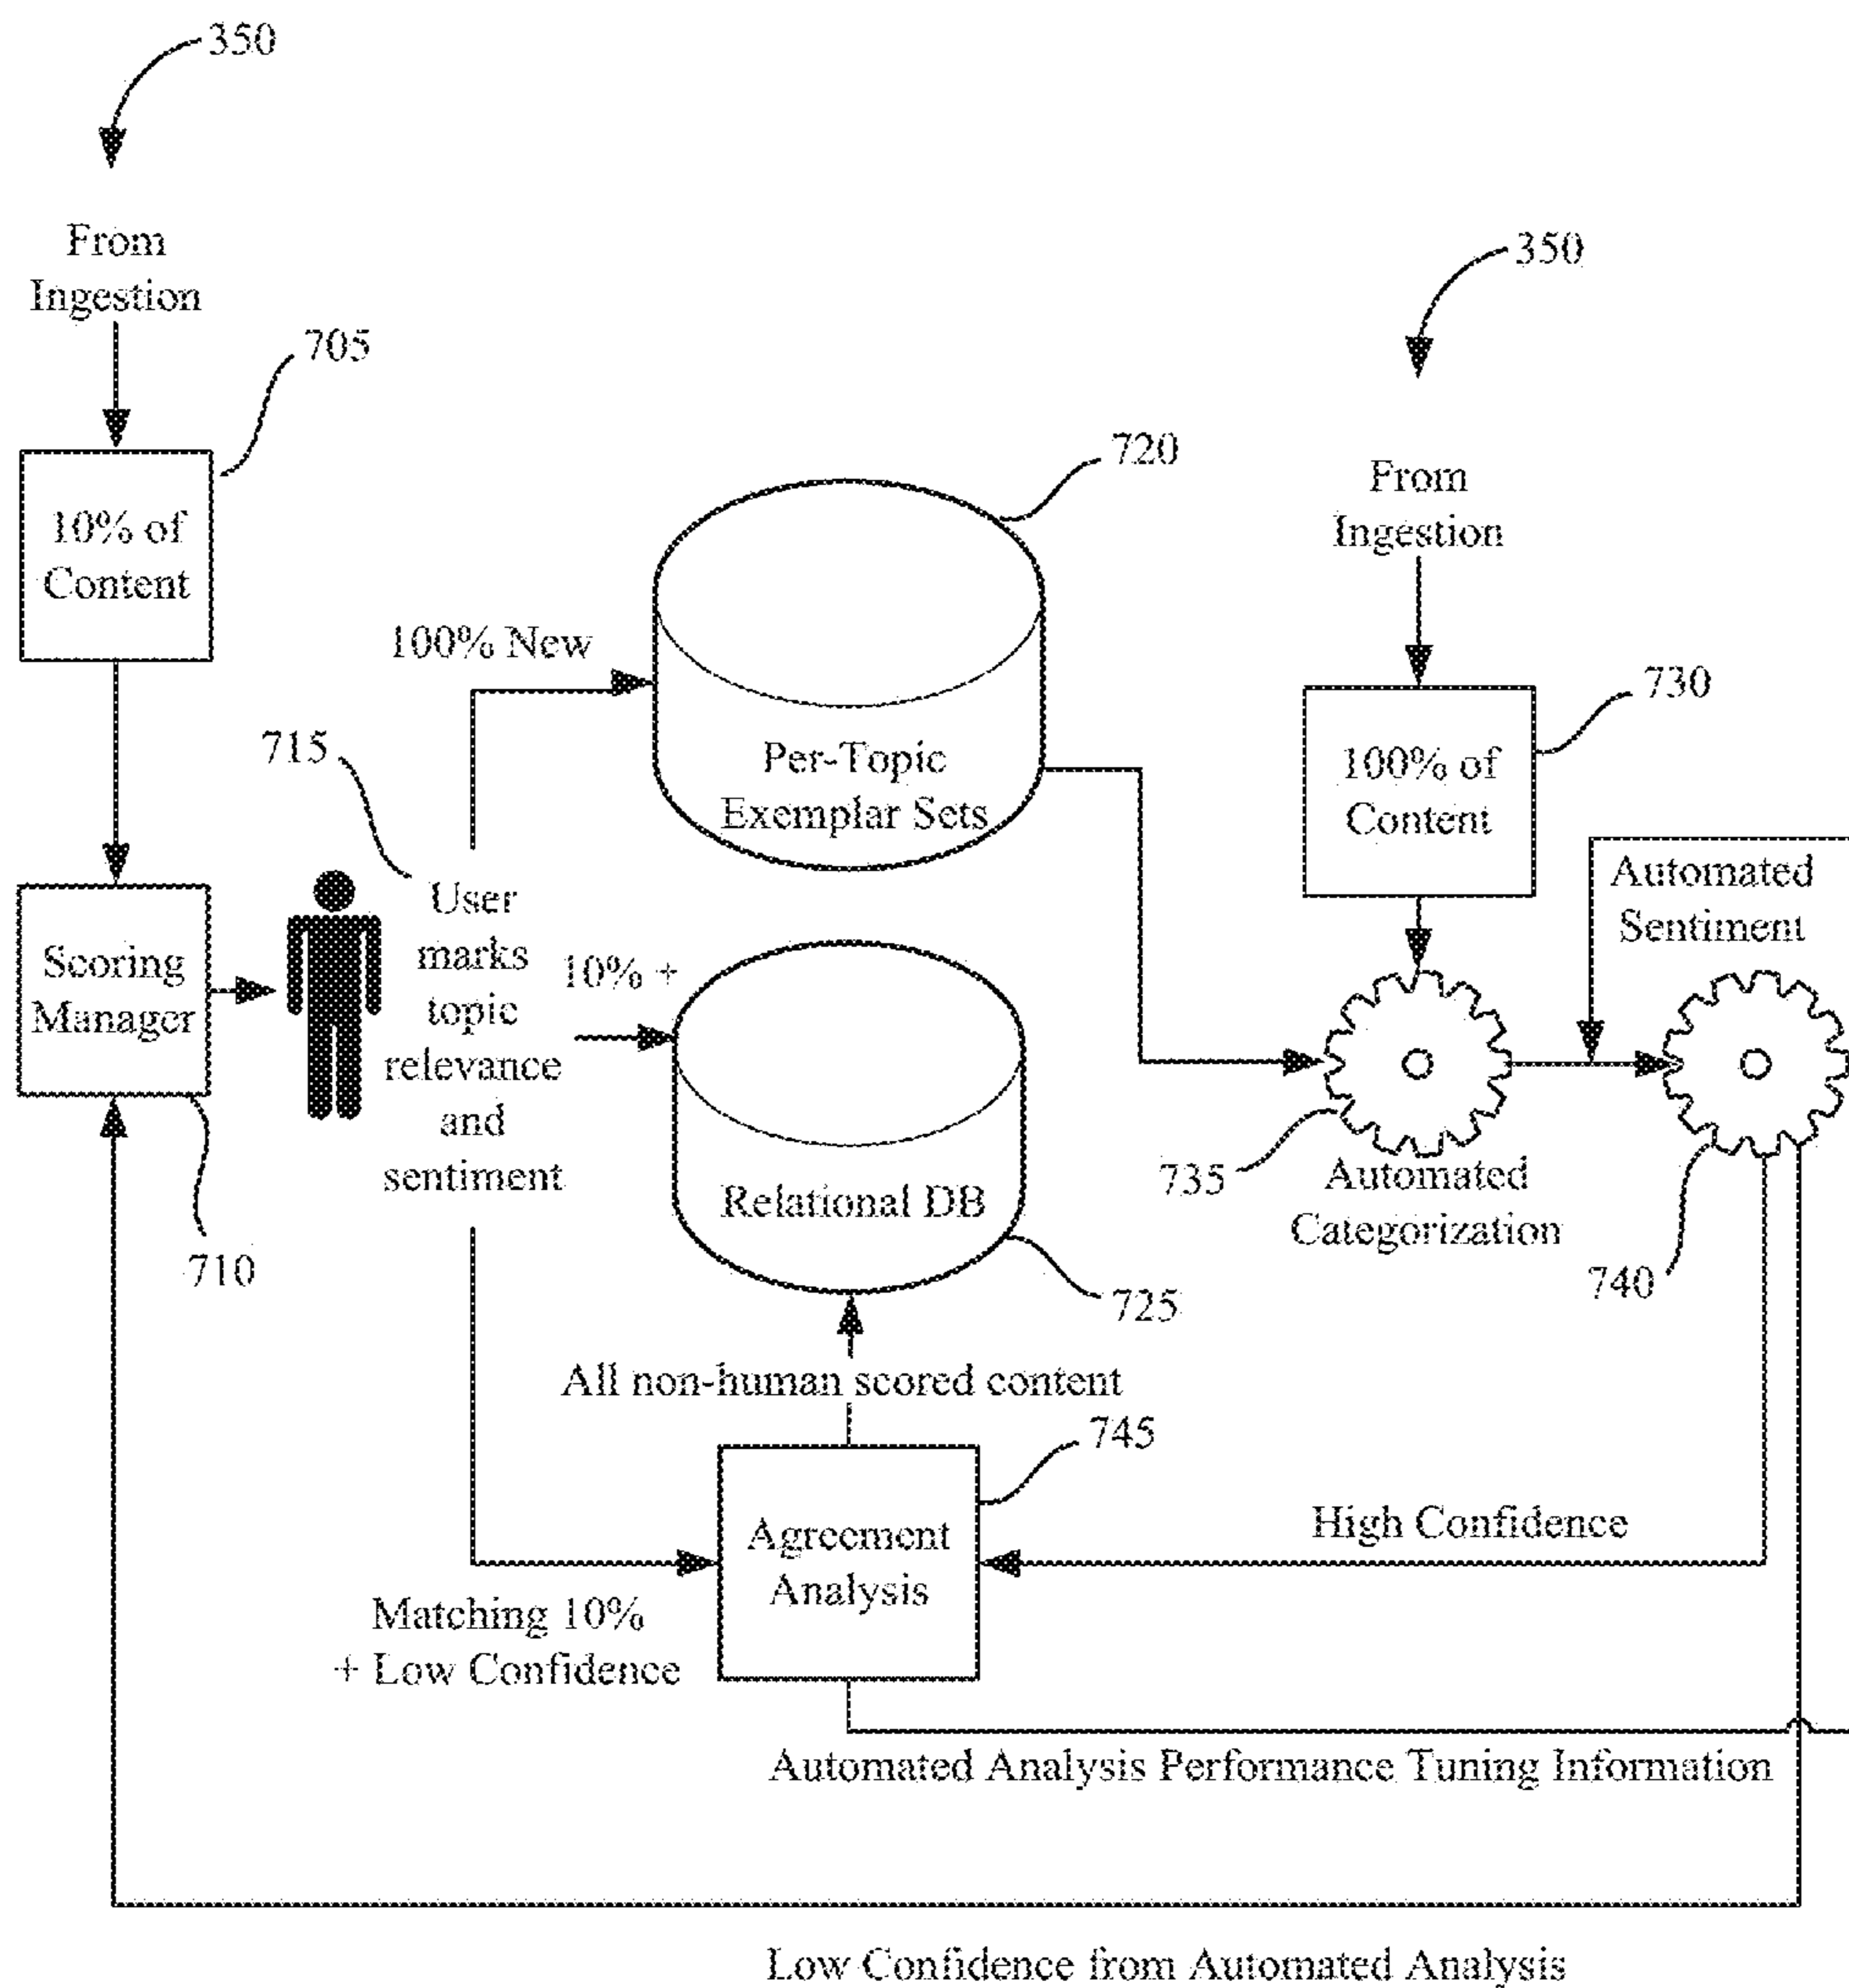 350
From
Ingestion
705
10% of
Content
350
From
Ingestion
720
730
100% New
715
Per-Topic
Exemplar Sets
100% of
Content
Automated
Sentiment
Scoring
Manager
User
marks
topic
relevance
and
sentiment
10% +
Relational DB
735
Automated
Categorization
740
710
725
All non-human scored content
745
Agreement
Analysis
High Confidence
Matching 10%
+ Low Confidence
Automated Analysis Performance Tuning Information
Low Confidence from Automated Analysis